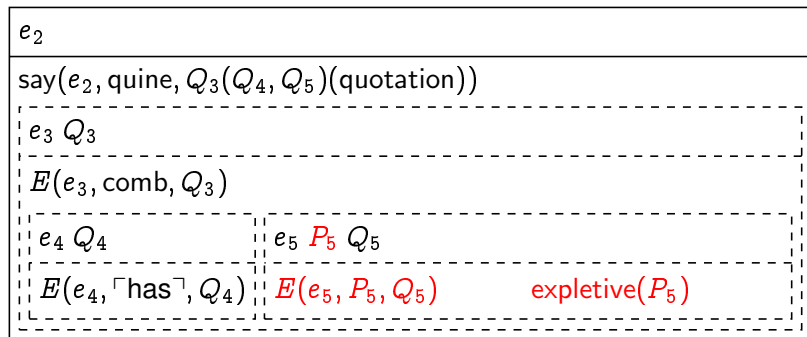 e₂
say(e₂, quine, Q₃(Q₄, Q₅)(quotation))
e₃ Q₃
E(e₃, comb, Q₃)
e₄ Q₄ e₅ P₅ Q₅
E(e₄, ⌜has⌝, Q₄) E(e₅, P₅, Q₅) expletive(P₅)